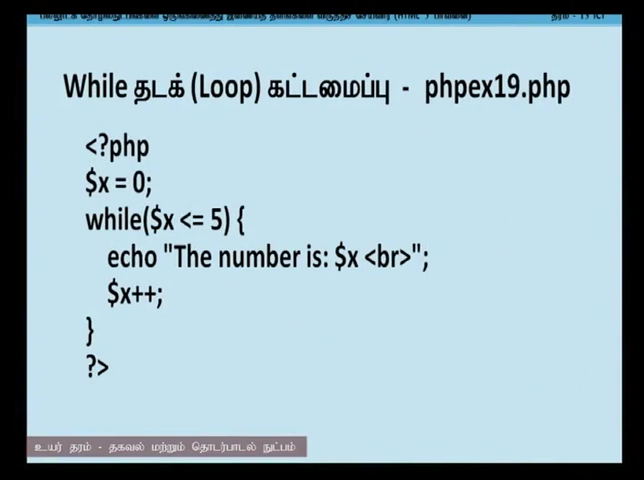 While தடக் (Loop) கட்டமைப்பு - phpex19.php
<?php
$x = 0;
while($x <= 5) {
echo "The number is: $x <br>";
$x++;
}
?>
உயர் தரம் - தகவல் மற்றும் தொடர்பாடல் நுட்பம்